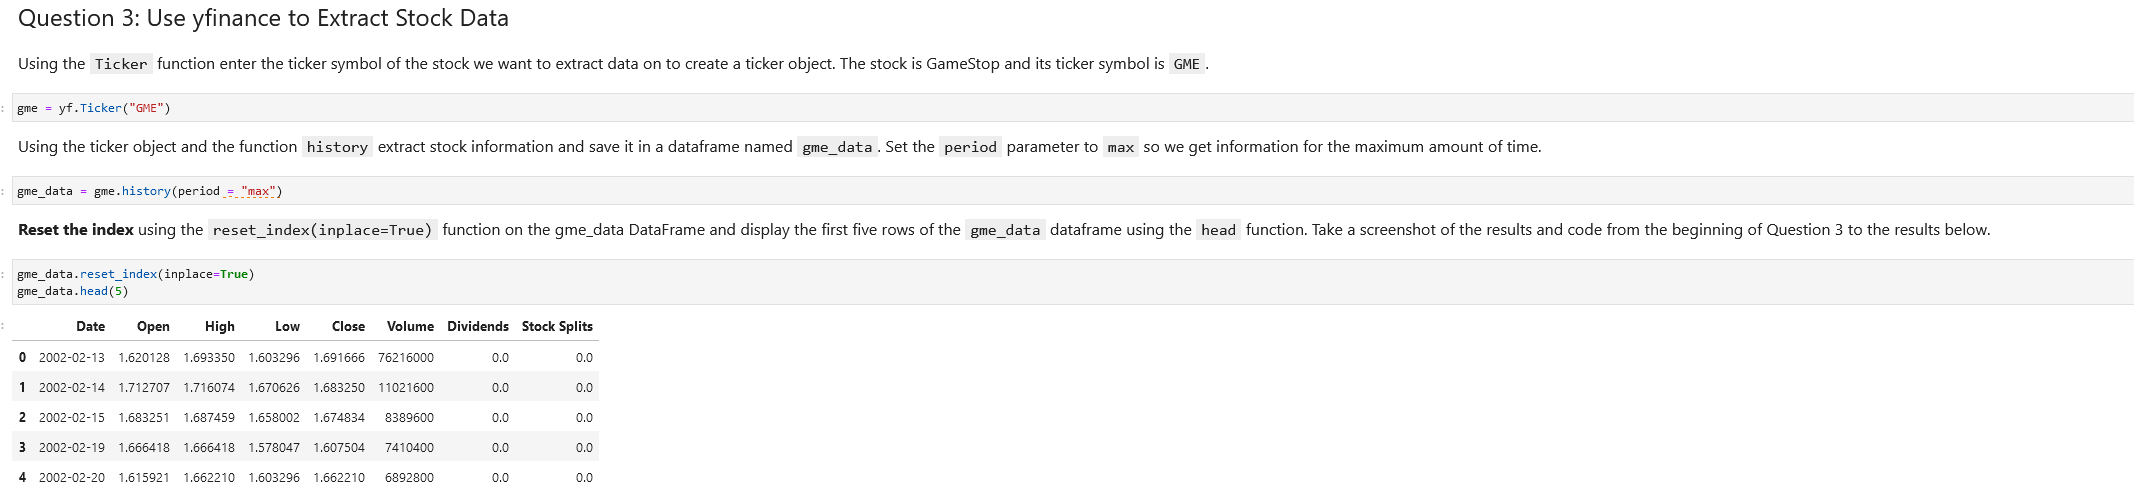 Question 3: Use yfinance to Extract Stock Data
Using the Ticker function enter the ticker symbol of the stock we want to extract data on to create a ticker object. The stock is GameStop and its ticker symbol is GME .
: gme = yf.Ticker("GME")
Using the ticker object and the function history extract stock information and save it in a dataframe named gme_data . Set the period parameter to max so we get information for the maximum amount of time.
: gme_data = gme.history(period = "max")
Reset the index using the reset_index(inplace=True) function on the gme_data DataFrame and display the first five rows of the gme_data dataframe using the head function. Take a screenshot of the results and code from the beginning of Question 3 to the results below.
: gme_data.reset_index(inplace=True)
gme_data.head(5)
: Date Open High Low Close Volume Dividends Stock Splits
0 2002-02-13 1.620128 1.693350 1.603296 1.691666 76216000 0.0 0.0
1 2002-02-14 1.712707 1.716074 1.670626 1.683250 11021600 0.0 0.0
2 2002-02-15 1.683251 1.687459 1.658002 1.674834 8389600 0.0 0.0
3 2002-02-19 1.666418 1.666418 1.578047 1.607504 7410400 0.0 0.0
4 2002-02-20 1.615921 1.662210 1.603296 1.662210 6892800 0.0 0.0